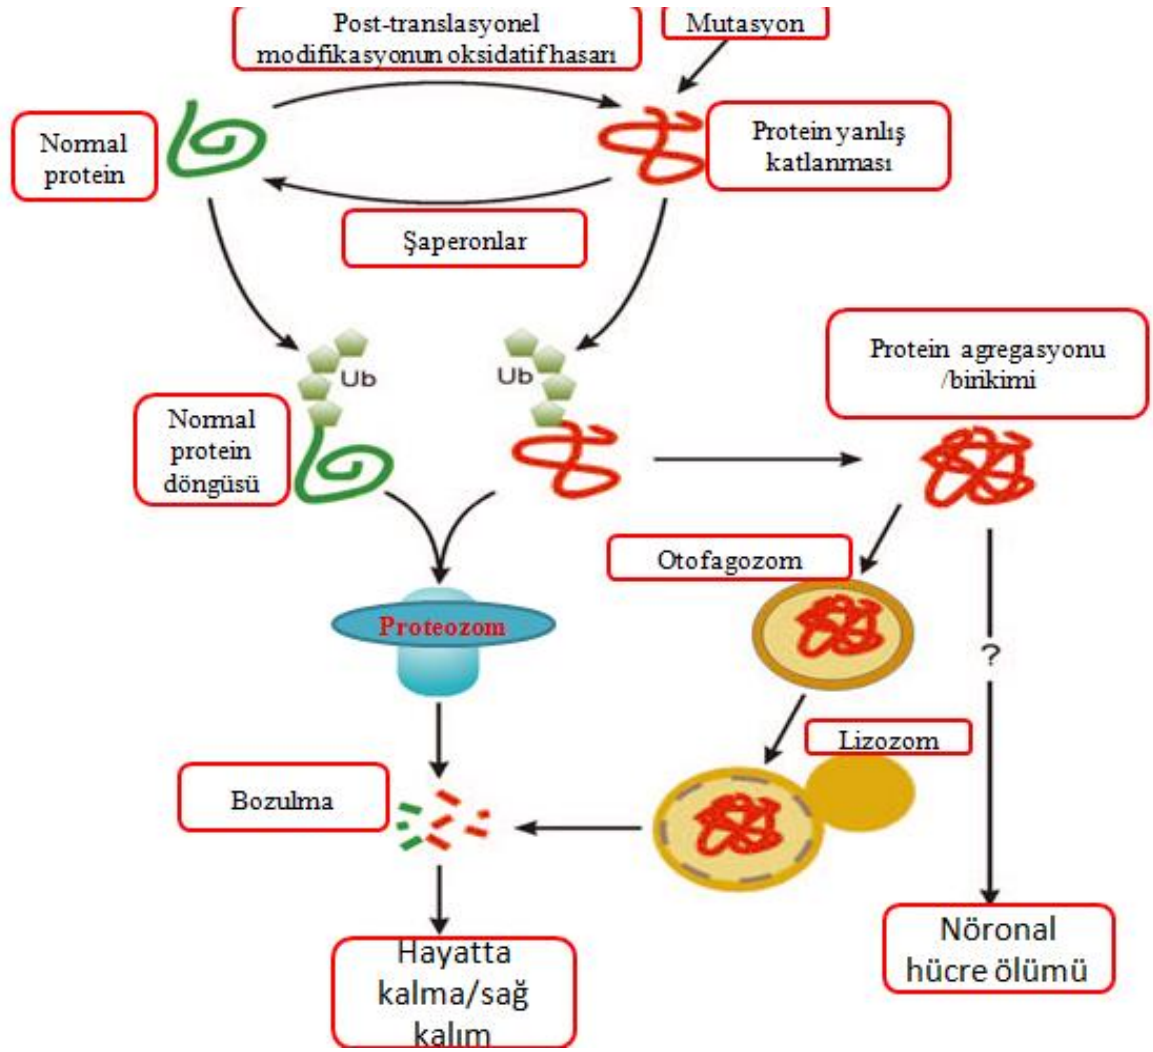 Post-translasyonel
modifikasyonun oksidatif hasarı
Mutasyon
Normal
protein
Protein yanlış
katlanması
Şaperonlar
Ub
Ub
Protein agregasyonu
/birikimi
Normal
protein
döngüsü
Otofagozom
Proteozom
?
Lizozom
Bozulma
Nöronal
hücre ölümü
Hayatta
kalma/sağ
kalım